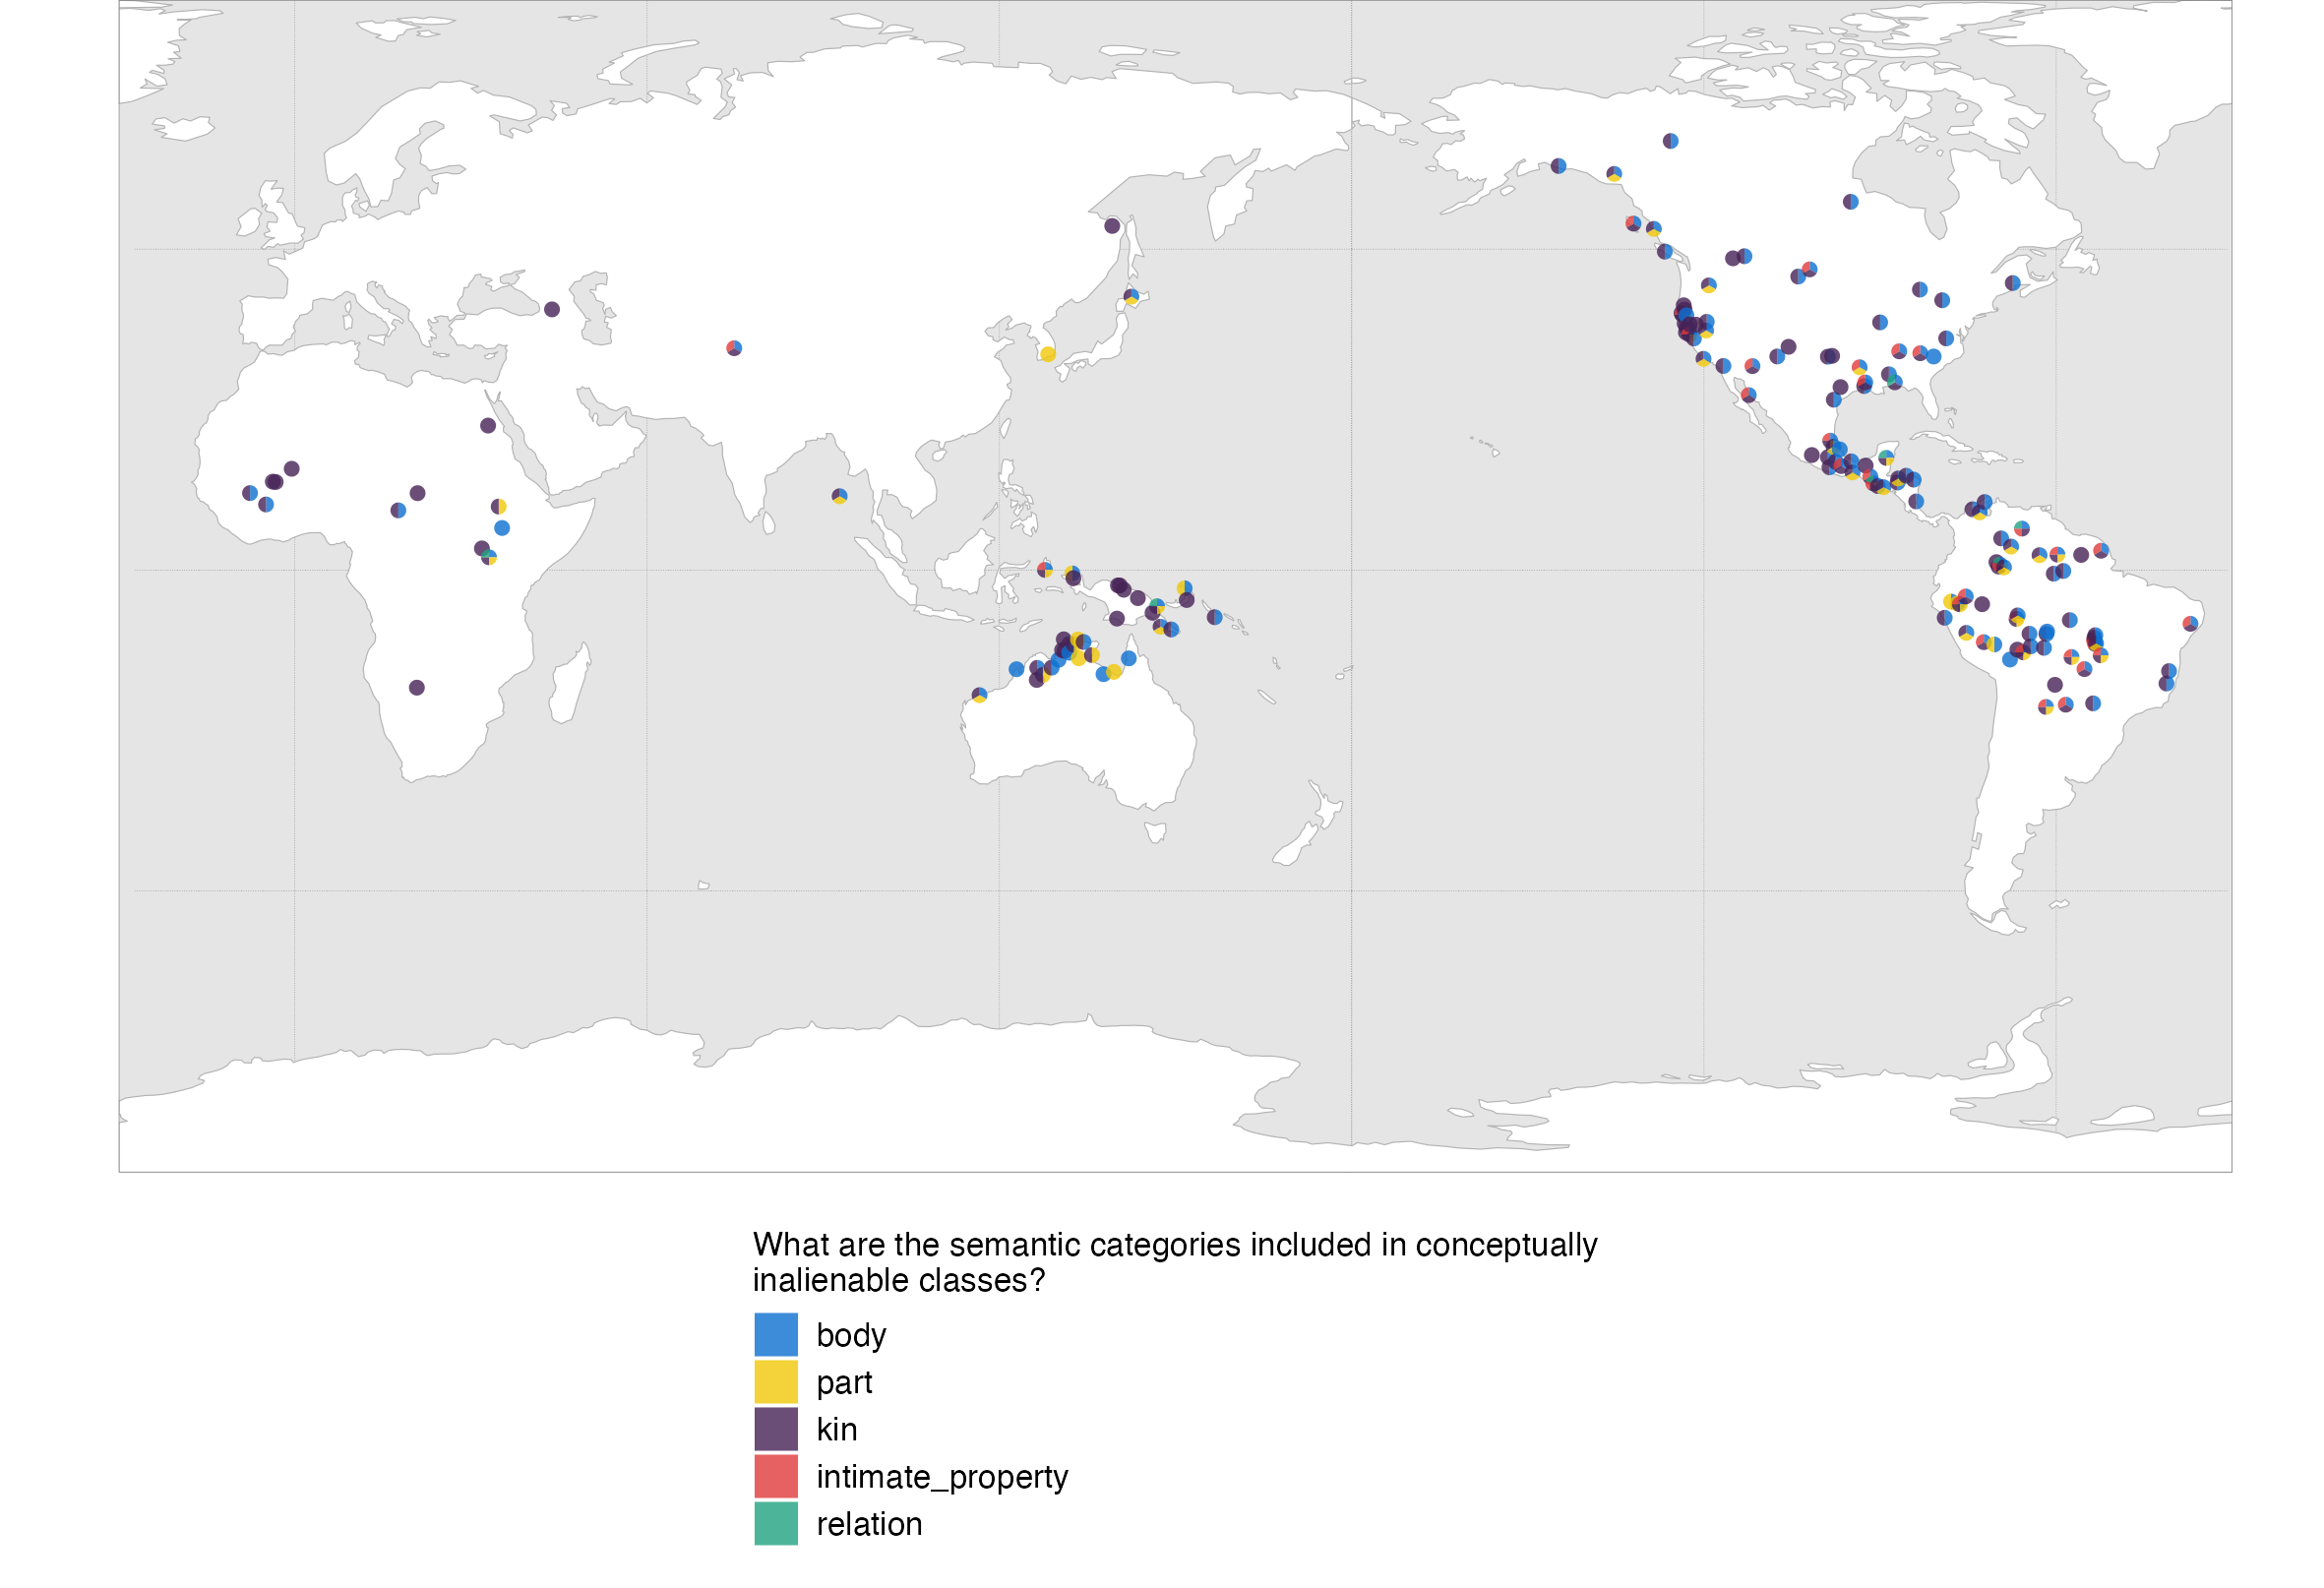 What are the semantic categories included in conceptually
inalienable classes?
body
part
kin
intimate_property
relation